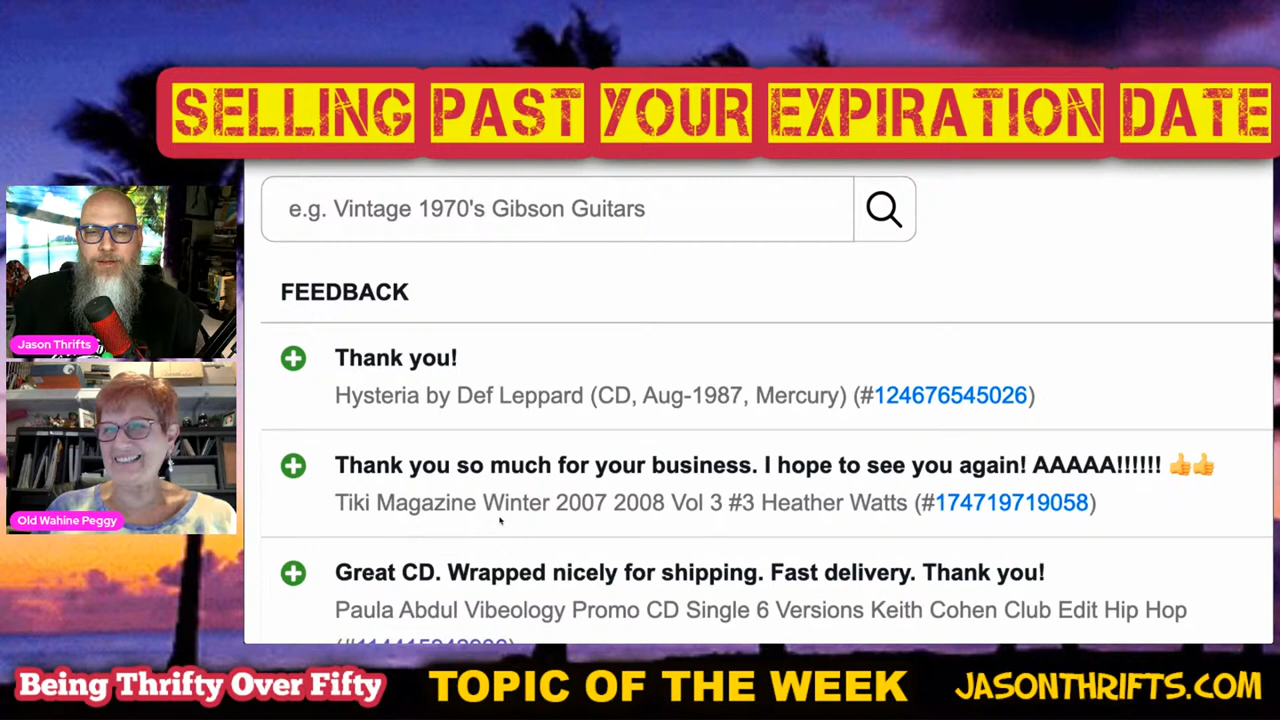 SELLING PAST YOUR EXPIRATION DATE
e.g. Vintage 1970's Gibson Guitars
FEEDBACK
Thank you!
Hysteria by Def Leppard (CD, Aug-1987, Mercury) (#124676545026)
Jason Thrifts
Thank you so much for your business. I hope to see you again! AAAAA!!!!!! 👍👍
Tiki Magazine Winter 2007 2008 Vol 3 #3 Heather Watts (#174719719058)
Old Wahine Peggy
Great CD. Wrapped nicely for shipping. Fast delivery. Thank you!
Paula Abdul Vibeology Promo CD Single 6 Versions Keith Cohen Club Edit Hip Hop
Being Thrifty Over Fifty
TOPIC OF THE WEEK
JASONTHRIFTS.COM